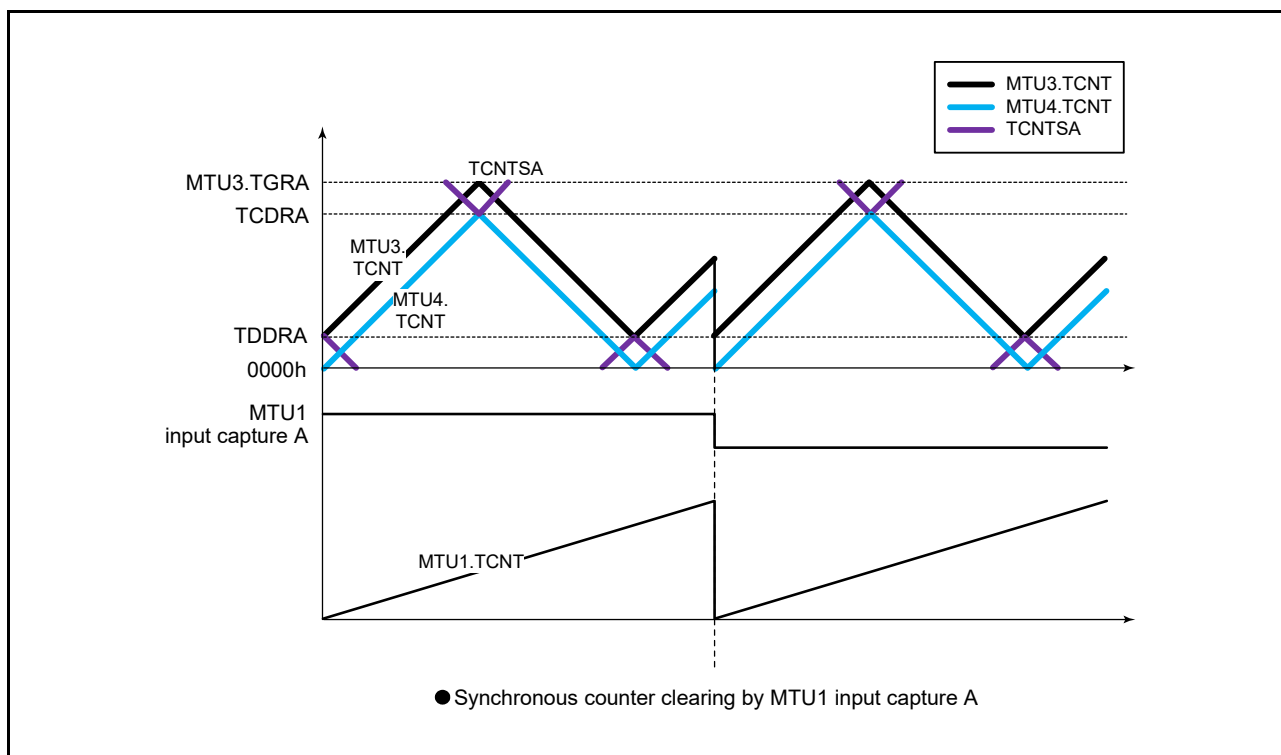 MTU3.TCNT
MTU4.TCNT
TCNTSA
TCNTSA
MTU3.TGRA
TCDRA
MTU3.
TCNT
MTU4.
TCNT
TDDRA
0000h
MTU1
input capture A
MTU1.TCNT
● Synchronous counter clearing by MTU1 input capture A